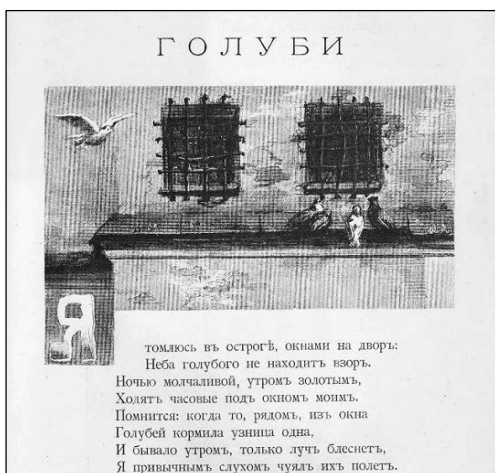 ГОЛУБИ
Я томлюсь въ острогѣ, окнами на дворъ:
Неба голубого не находитъ взоръ.
Ночью молчаливой, утромъ золотымъ,
Ходятъ часовые подъ окномъ моимъ.
Помнится: когда то, рядомъ, изъ окна
Голубей кормила узница одна,
И бывало утромъ, только лучъ блеснетъ,
Я привычнымъ слухомъ чуялъ ихъ полетъ.